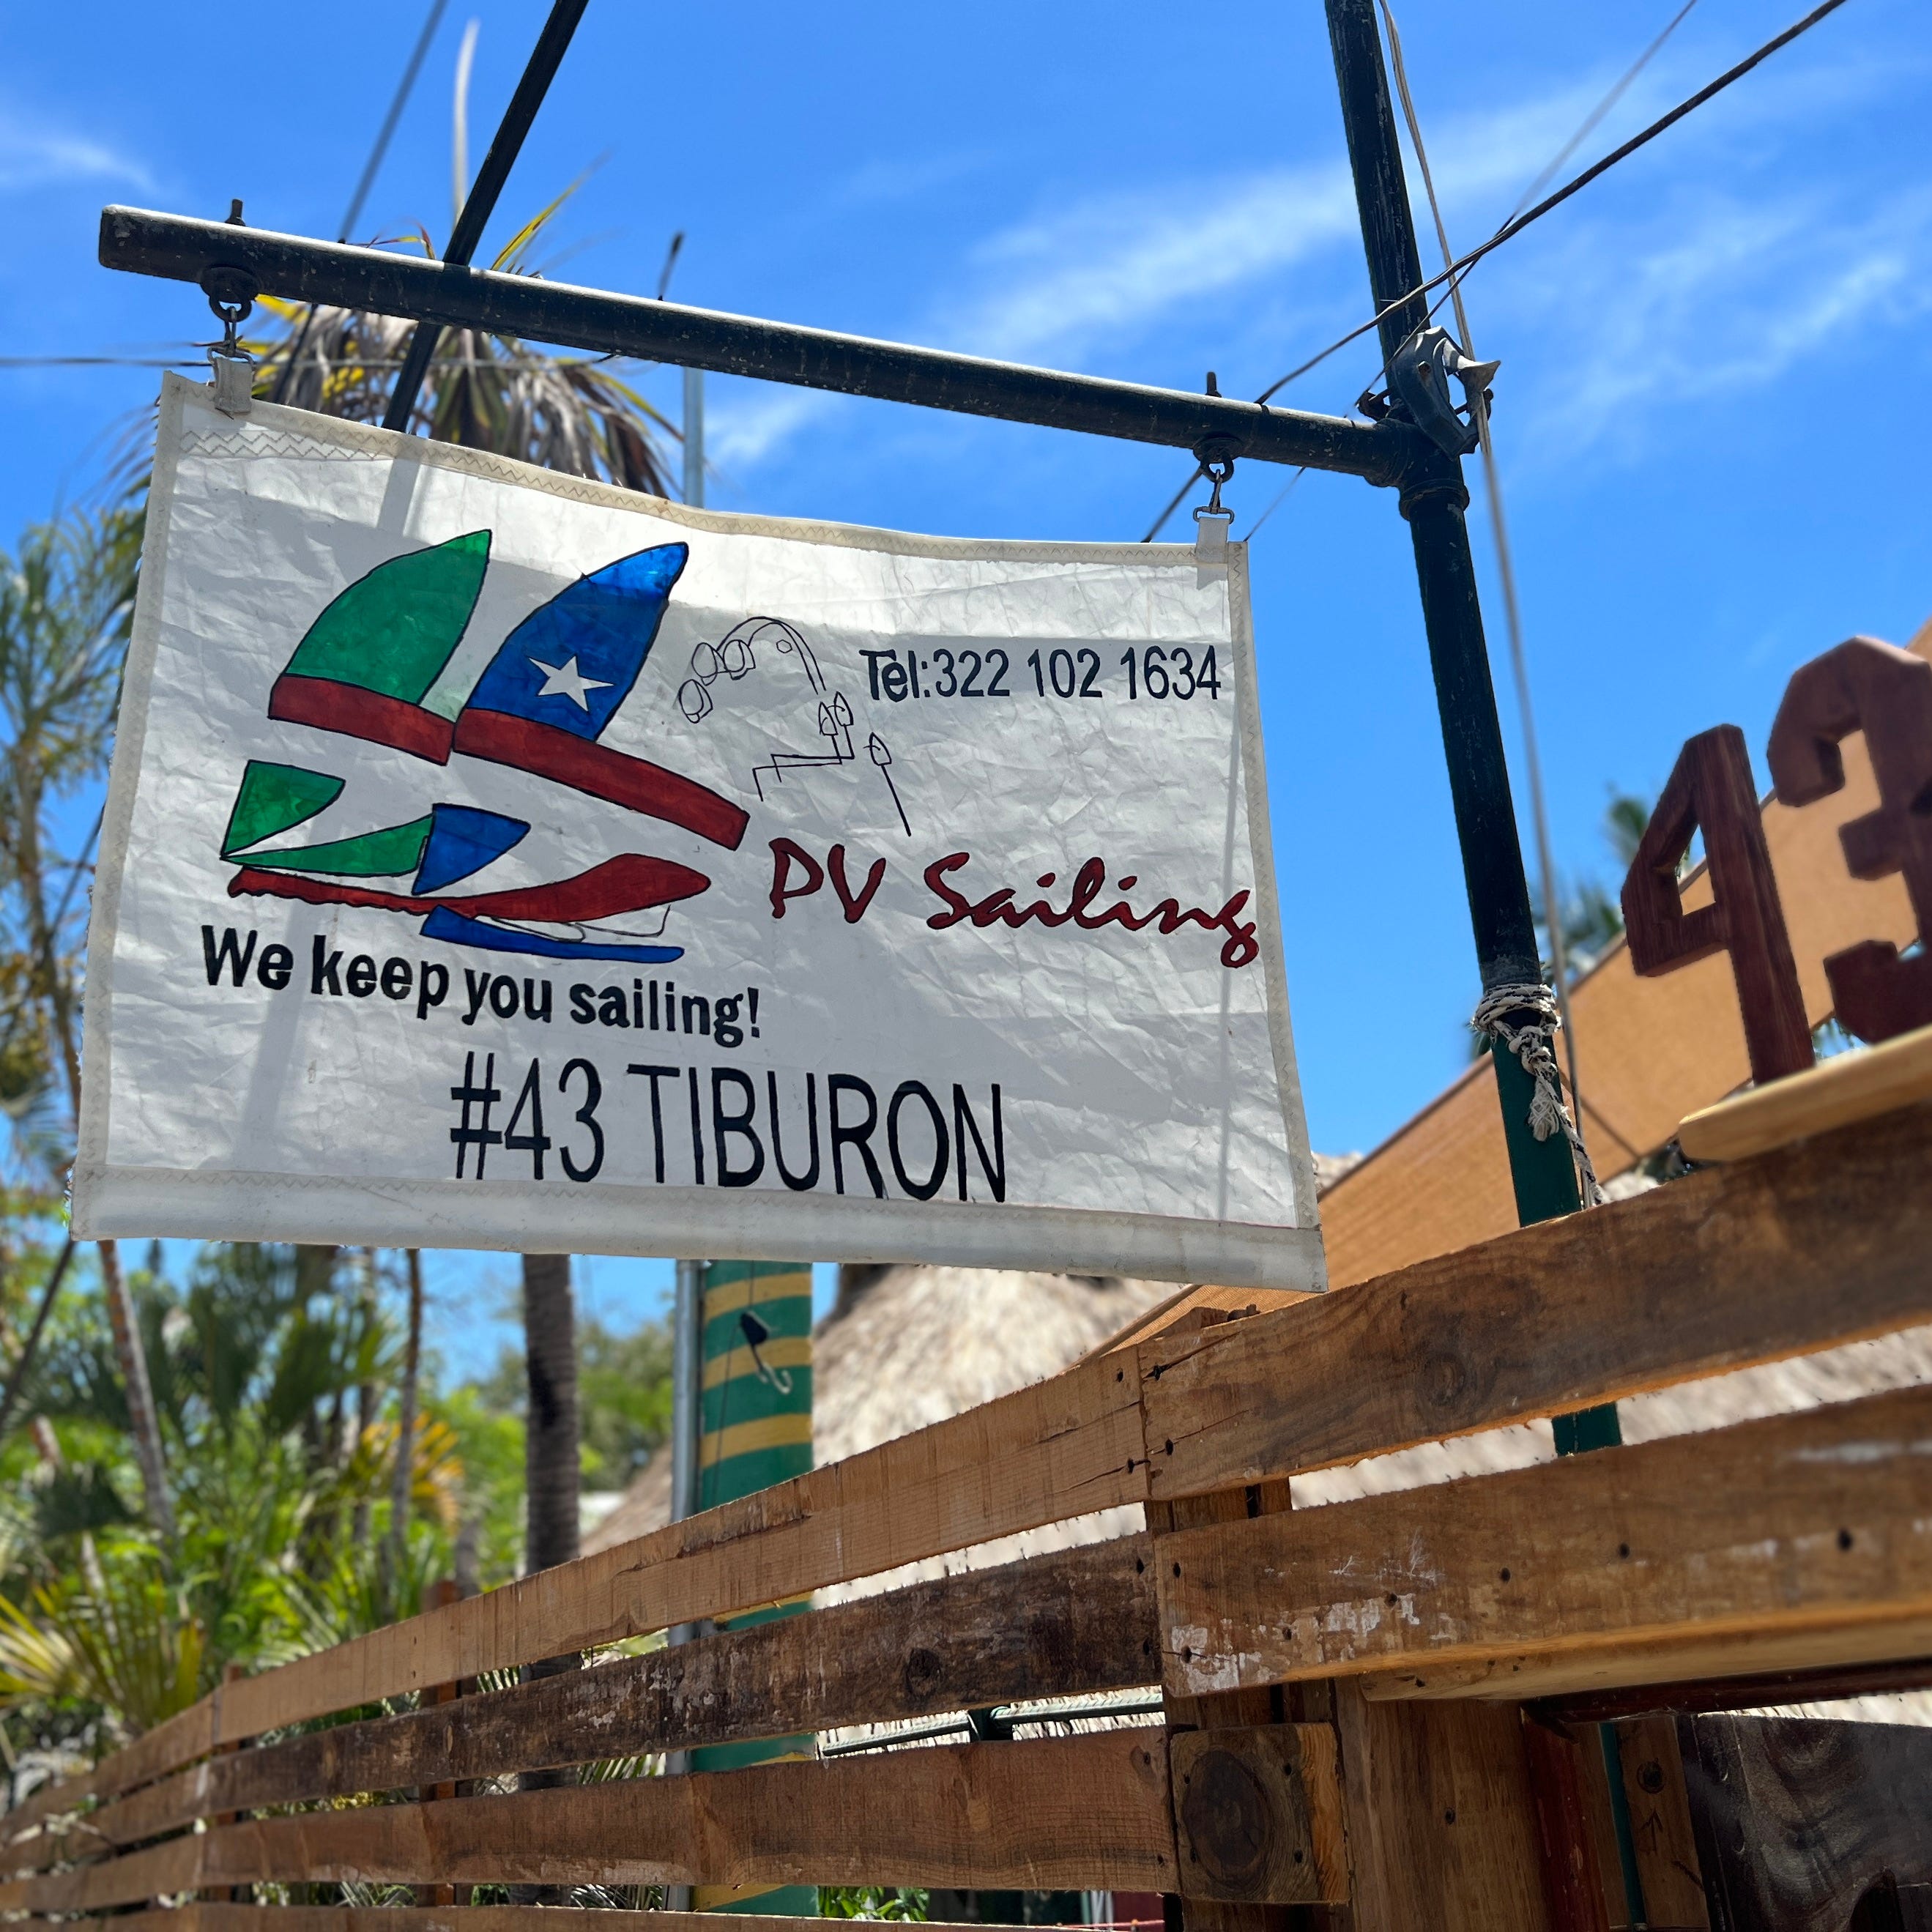 Tel:322 102 1634
PV Sailing
We keep you sailing!
#43 TIBURON
43